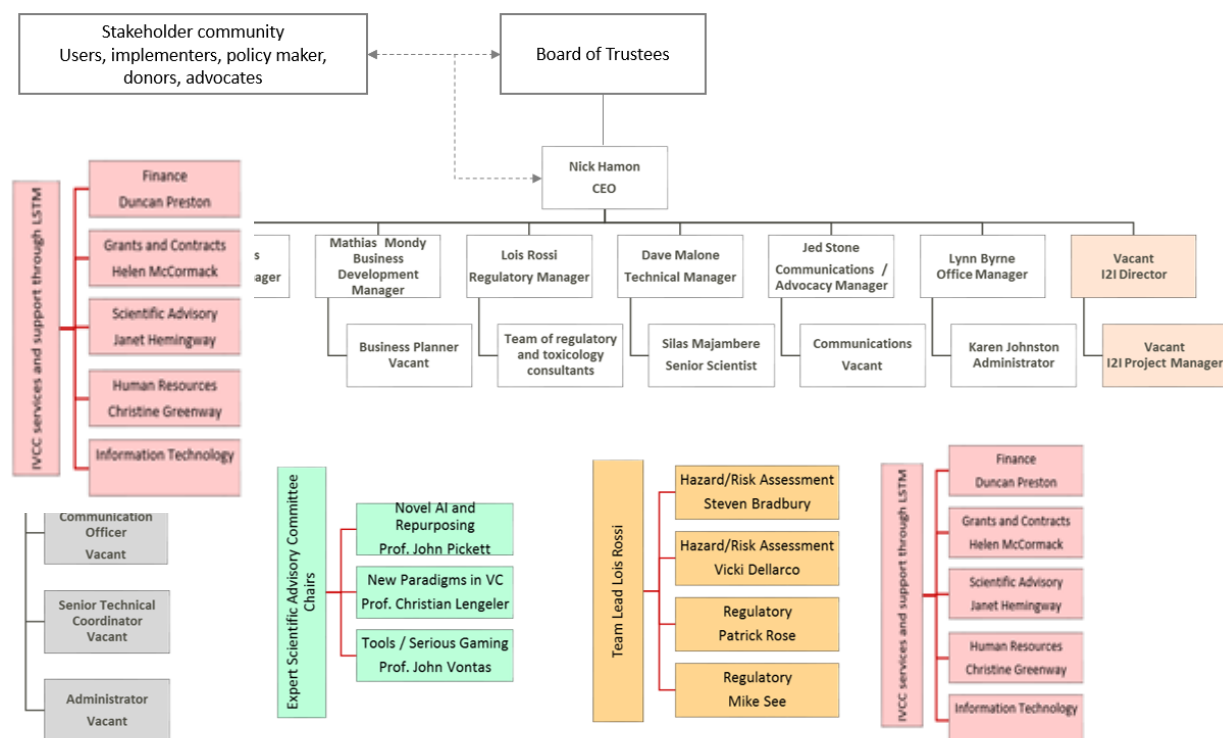 Stakeholder community
Users, implementers, policy maker,
donors, advocates
Board of Trustees
Nick Hamon
CEO
IVCC services and support through LSTM
Finance
Duncan Preston
Grants and Contracts
Helen McCormack
Scientific Advisory
Janet Hemingway
Human Resources
Christine Greenway
Information Technology
Mathias Mondy
Business
Development
Manager
Lois Rossi
Regulatory Manager
Dave Malone
Technical Manager
Jed Stone
Communications /
Advocacy Manager
Lynn Byrne
Office Manager
Vacant
I2I Director
Business Planner
Vacant
Team of regulatory
and toxicology
consultants
Silas Majambere
Senior Scientist
Communications
Vacant
Karen Johnston
Administrator
Vacant
I2I Project Manager
Communication
Officer
Vacant
Senior Technical
Coordinator
Vacant
Administrator
Vacant
Expert Scientific Advisory Committee
Chairs
Novel AI and
Repurposing
Prof. John Pickett
New Paradigms in VC
Prof. Christian Lengeler
Tools / Serious Gaming
Prof. John Vontas
Team Lead Lois Rossi
Hazard/Risk Assessment
Steven Bradbury
Hazard/Risk Assessment
Vicki Dellarco
Regulatory
Patrick Rose
Regulatory
Mike See
IVCC services and support through LSTM
Finance
Duncan Preston
Grants and Contracts
Helen McCormack
Scientific Advisory
Janet Hemingway
Human Resources
Christine Greenway
Information Technology